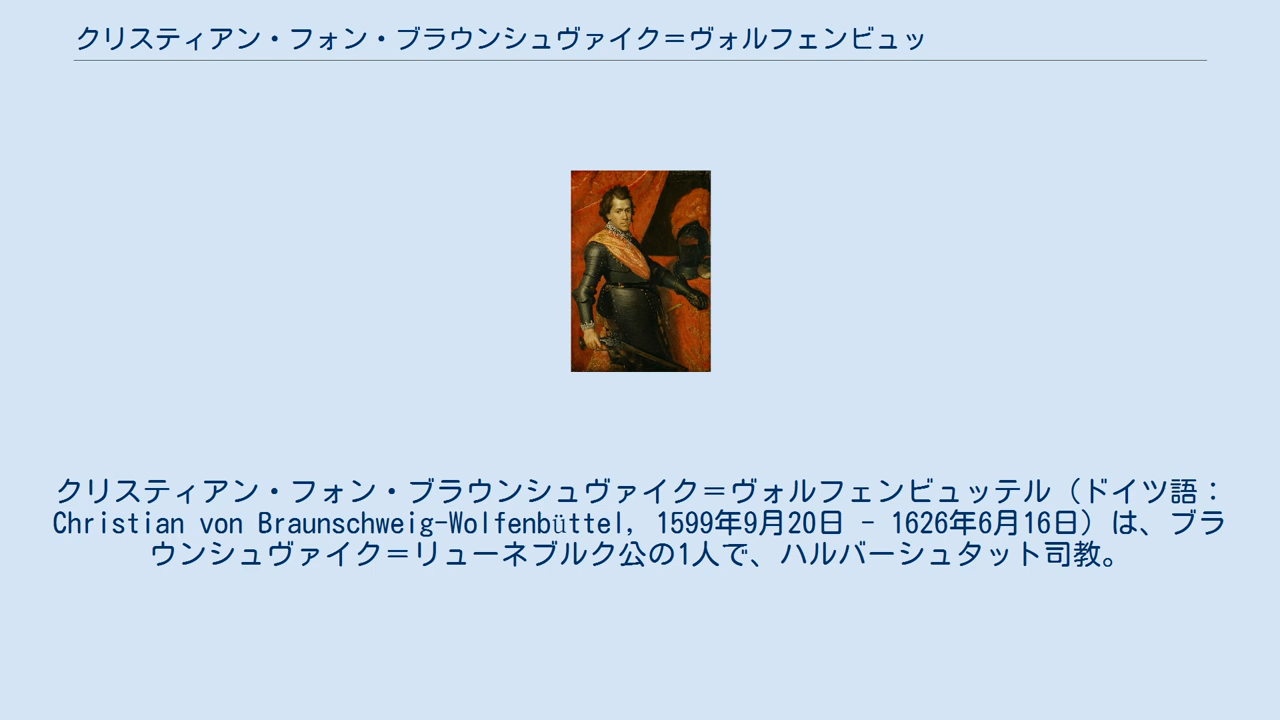 クリスティアン・フォン・ブラウンシュヴァイク＝ヴォルフェンビュッ
クリスティアン・フォン・ブラウンシュヴァイク＝ヴォルフェンビュッテル（ドイツ語：
Christian von Braunschweig-Wolfenbüttel, 1599年9月20日 - 1626年6月16日）は、ブラ
ウンシュヴァイク＝リューネブルク公の1人で、ハルバーシュタット司教。